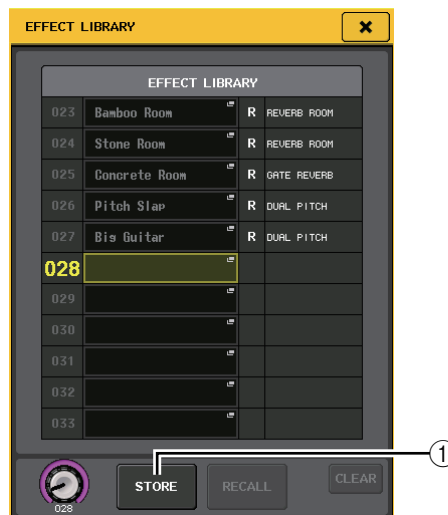 EFFECT LIBRARY
EFFECT LIBRARY
023 Bamboo Room R REVERB ROOM
024 Stone Room R REVERB ROOM
025 Concrete Room R GATE REVERB
026 Pitch Slap R DUAL PITCH
027 Big Guitar R DUAL PITCH
028
029
030
031
032
033
①
STORE RECALL CLEAR
028